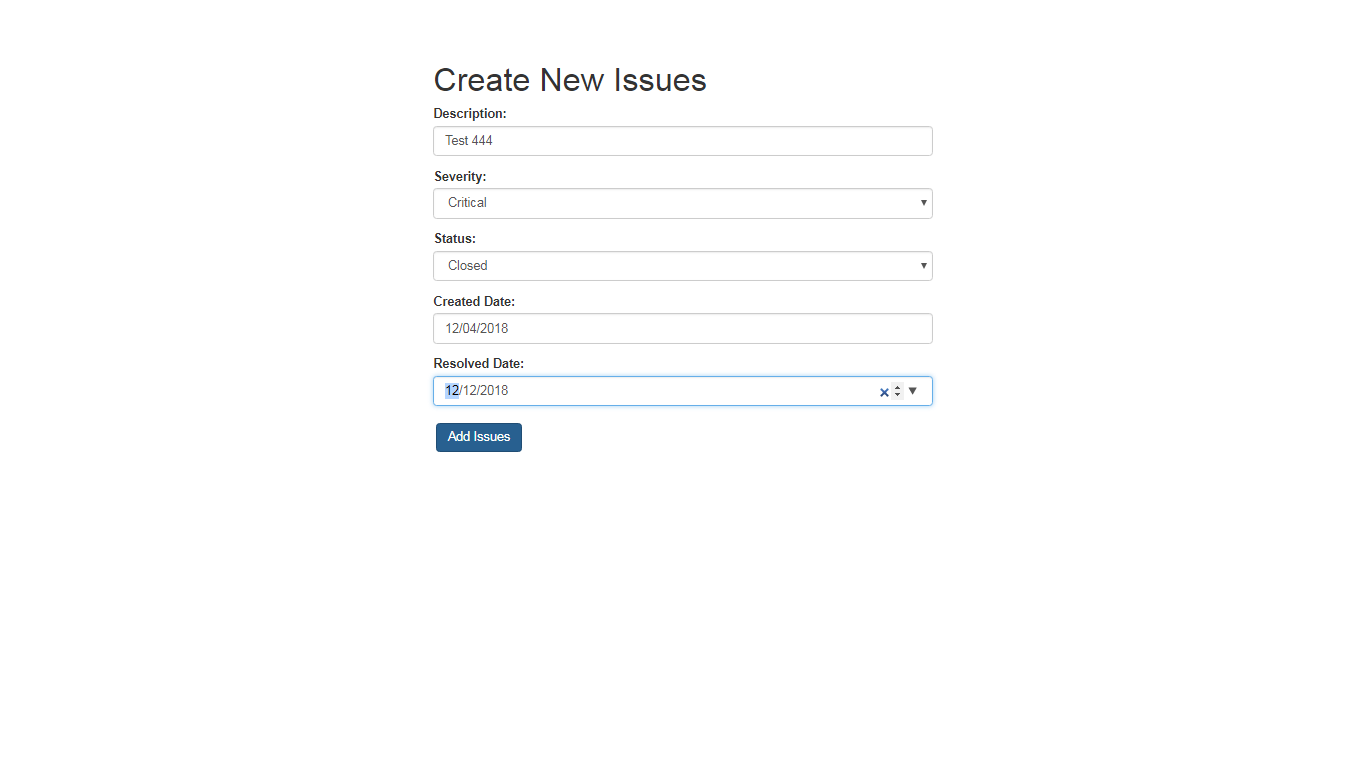 Create New Issues
Description:
Test 444
Severity:
Critical
Status:
Closed
Created Date:
12/04/2018
Resolved Date:
12/12/2018
Add Issues